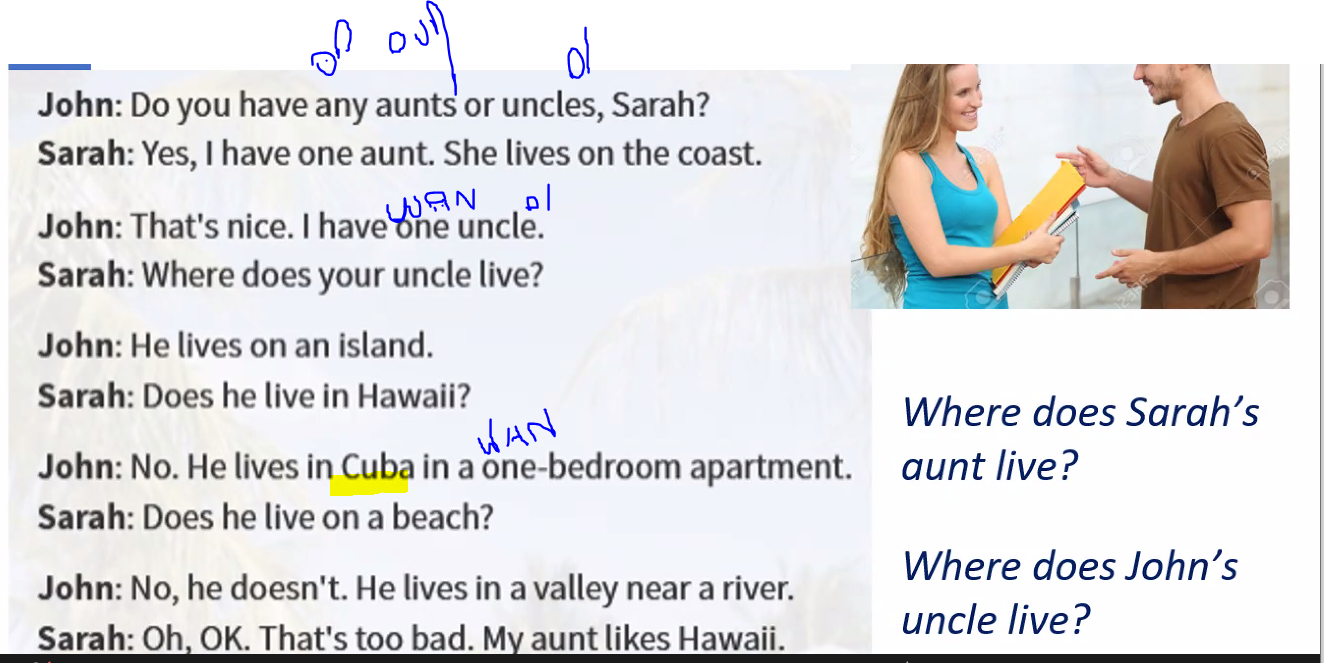 John: Do you have any aunts or uncles, Sarah?
Sarah: Yes, I have one aunt. She lives on the coast.
WAN ol
John: That's nice. I have one uncle.
Sarah: Where does your uncle live?
John: He lives on an island.
Sarah: Does he live in Hawaii?
WAN
John: No. He lives in Cuba in a one-bedroom apartment.
Sarah: Does he live on a beach?
John: No, he doesn't. He lives in a valley near a river.
Sarah: Oh, OK. That's too bad. My aunt likes Hawaii.
Where does Sarah's
aunt live?
Where does John's
uncle live?